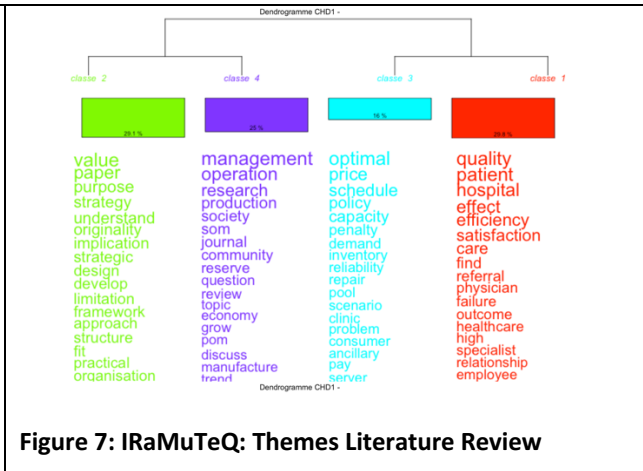 Dendrogramme CHD1 -
classe 2
classe 4
classe 3
classe 1
29.1 %
25 %
16 %
29.8 %
value
paper
purpose
strategy
understand
originality
implication
strategic
design
develop
limitation
framework
approach
structure
fit
practical
organisation
management
operation
research
production
society
som
journal
community
reserve
question
review
topic
economy
grow
pom
discuss
manufacture
trend
optimal
price
schedule
policy
capacity
penalty
demand
inventory
reliability
repair
pool
scenario
clinic
problem
consumer
ancillary
pay
server
quality
patient
hospital
effect
efficiency
satisfaction
care
find
referral
physician
failure
outcome
healthcare
high
specialist
relationship
employee
Dendrogramme CHD1 -
Figure 7: IRaMuTeQ: Themes Literature Review